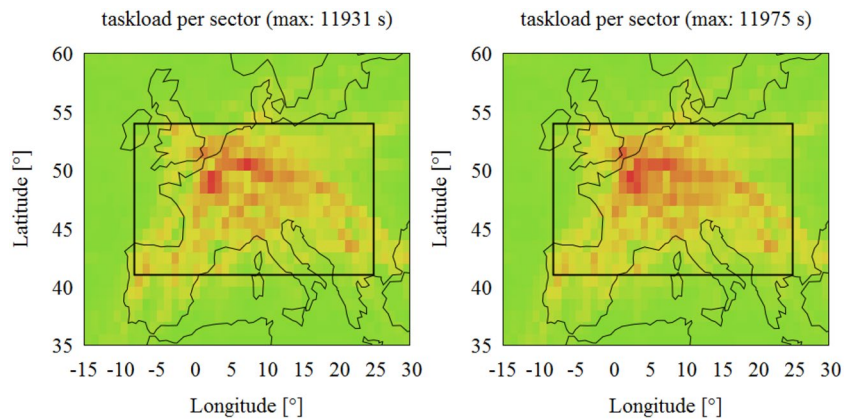 taskload per sector (max: 11931 s)
60
55
50
45
40
35
Latitude [°]
-15 -10 -5 0 5 10 15 20 25 30
Longitude [°]
taskload per sector (max: 11975 s)
60
55
50
45
40
35
Latitude [°]
-15 -10 -5 0 5 10 15 20 25 30
Longitude [°]